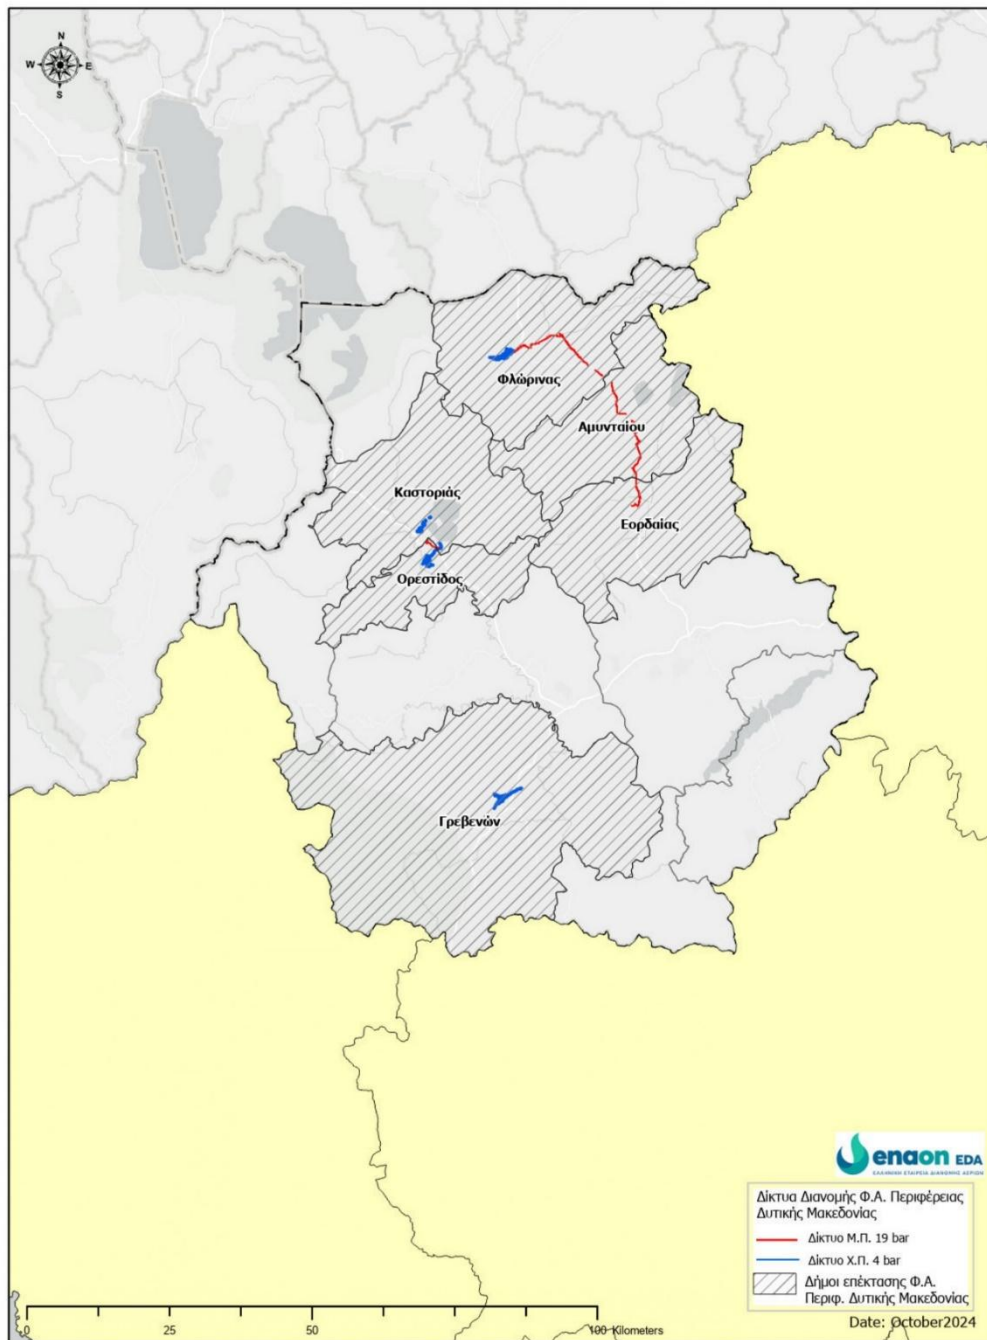 N
W E
S
Φλώρινας
Αμυνταίου
Καστοριάς
Εορδαίας
Ορεστίδος
Γρεβενών
enaon EDA
ΕΛΛΗΝΙΚΗ ΕΤΑΙΡΕΙΑ ΔΙΑΝΟΜΗΣ ΑΕΡΙΩΝ
Δίκτυα Διανομής Φ.Α. Περιφέρειας
Δυτικής Μακεδονίας
Δίκτυο Μ.Π. 19 bar
Δίκτυο Χ.Π. 4 bar
Δήμοι επέκτασης Φ.Α.
Περιφ. Δυτικής Μακεδονίας
0 25 50 100 Kilometers
Date: October2024